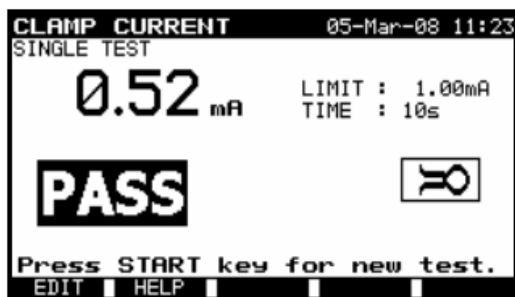 CLAMP CURRENT 05-Mar-08 11:23
SINGLE TEST
0.52 mA
LIMIT : 1.00mA
TIME : 10s
PASS
Press START key for new test.
EDIT HELP